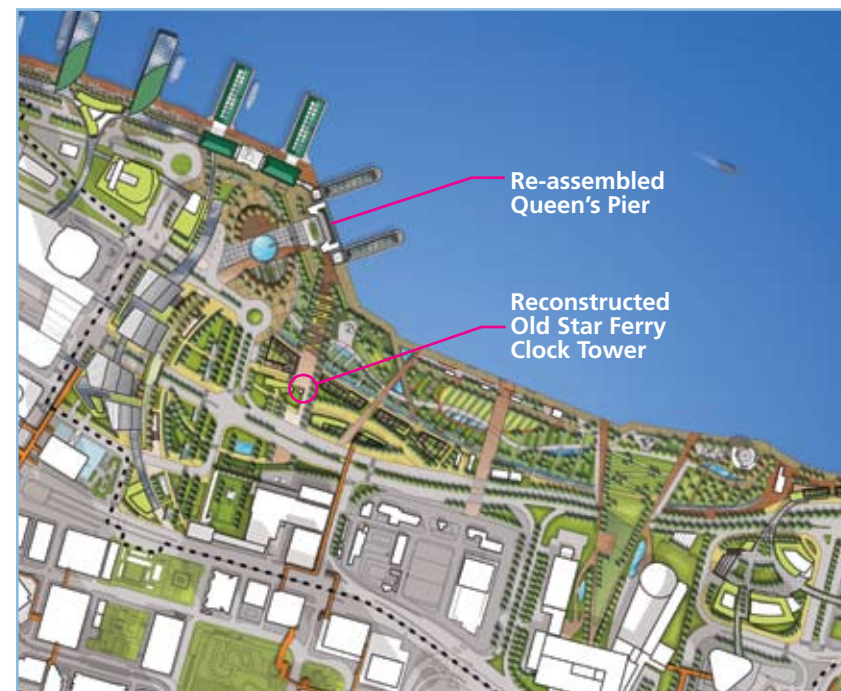 Re-assembled
Queen's Pier
Reconstructed
Old Star Ferry
Clock Tower